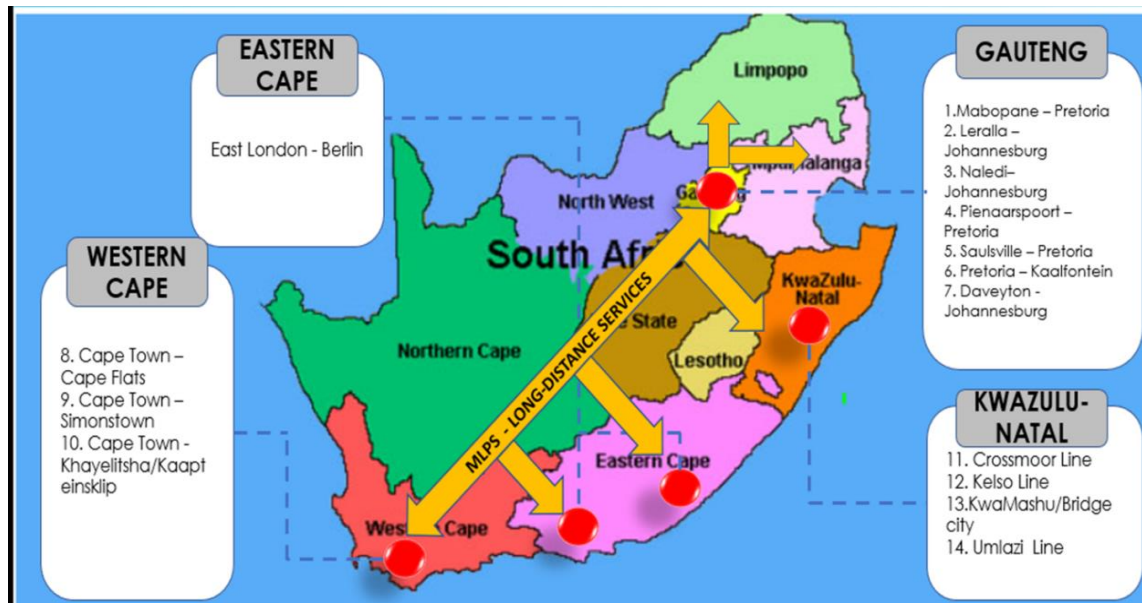 EASTERN
CAPE
East London - Berlin
WESTERN
CAPE
8. Cape Town –
Cape Flats
9. Cape Town –
Simonstown
10. Cape Town -
Khayelitsha/Kaapt
einsklip
Limpopo
Mpumalanga
North West
South Afri
State
KwaZulu-
Natal
Northern Cape
Lesotho
MLPS - LONG-DISTANCE SERVICES
Eastern Cape
Cape
GAUTENG
1.Mabopane – Pretoria
2. Leralla –
Johannesburg
3. Naledi–
Johannesburg
4. Pienaarspoort –
Pretoria
5. Saulsville – Pretoria
6. Pretoria – Kaalfontein
7. Daveyton -
Johannesburg
KWAZULU-
NATAL
11. Crossmoor Line
12. Kelso Line
13.KwaMashu/Bridge
city
14. Umlazi Line